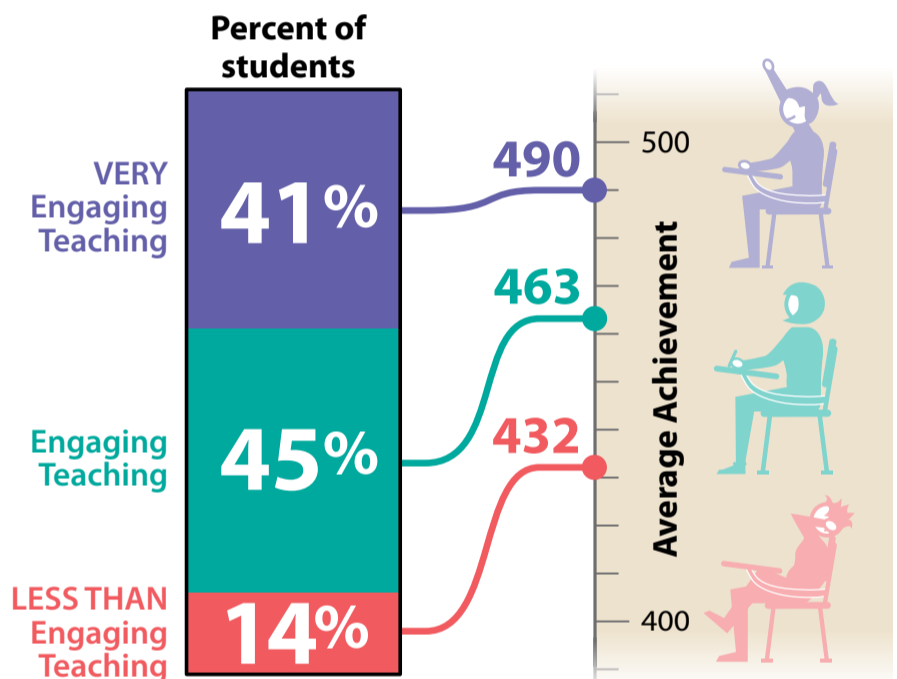 Percent of
students
VERY
Engaging
Teaching
41%
490
500
463
Engaging
Teaching
45%
432
Average Achievement
LESS THAN
Engaging
Teaching
14%
400